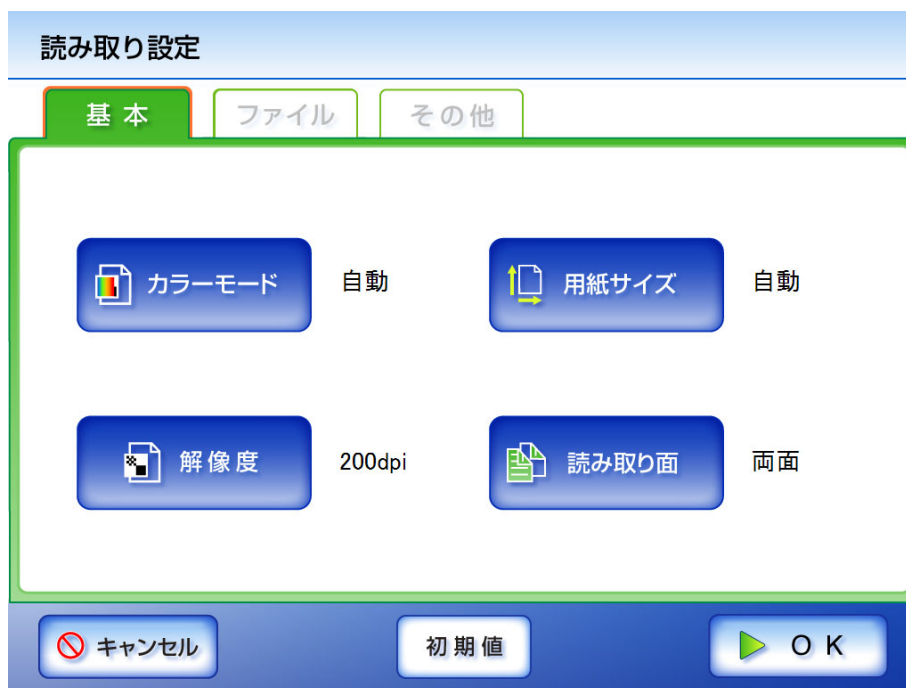 読み取り設定
基本 ファイル その他
カラーモード 自動 用紙サイズ 自動
解像度 200dpi 読み取り面 両面
キャンセル 初期値 OK